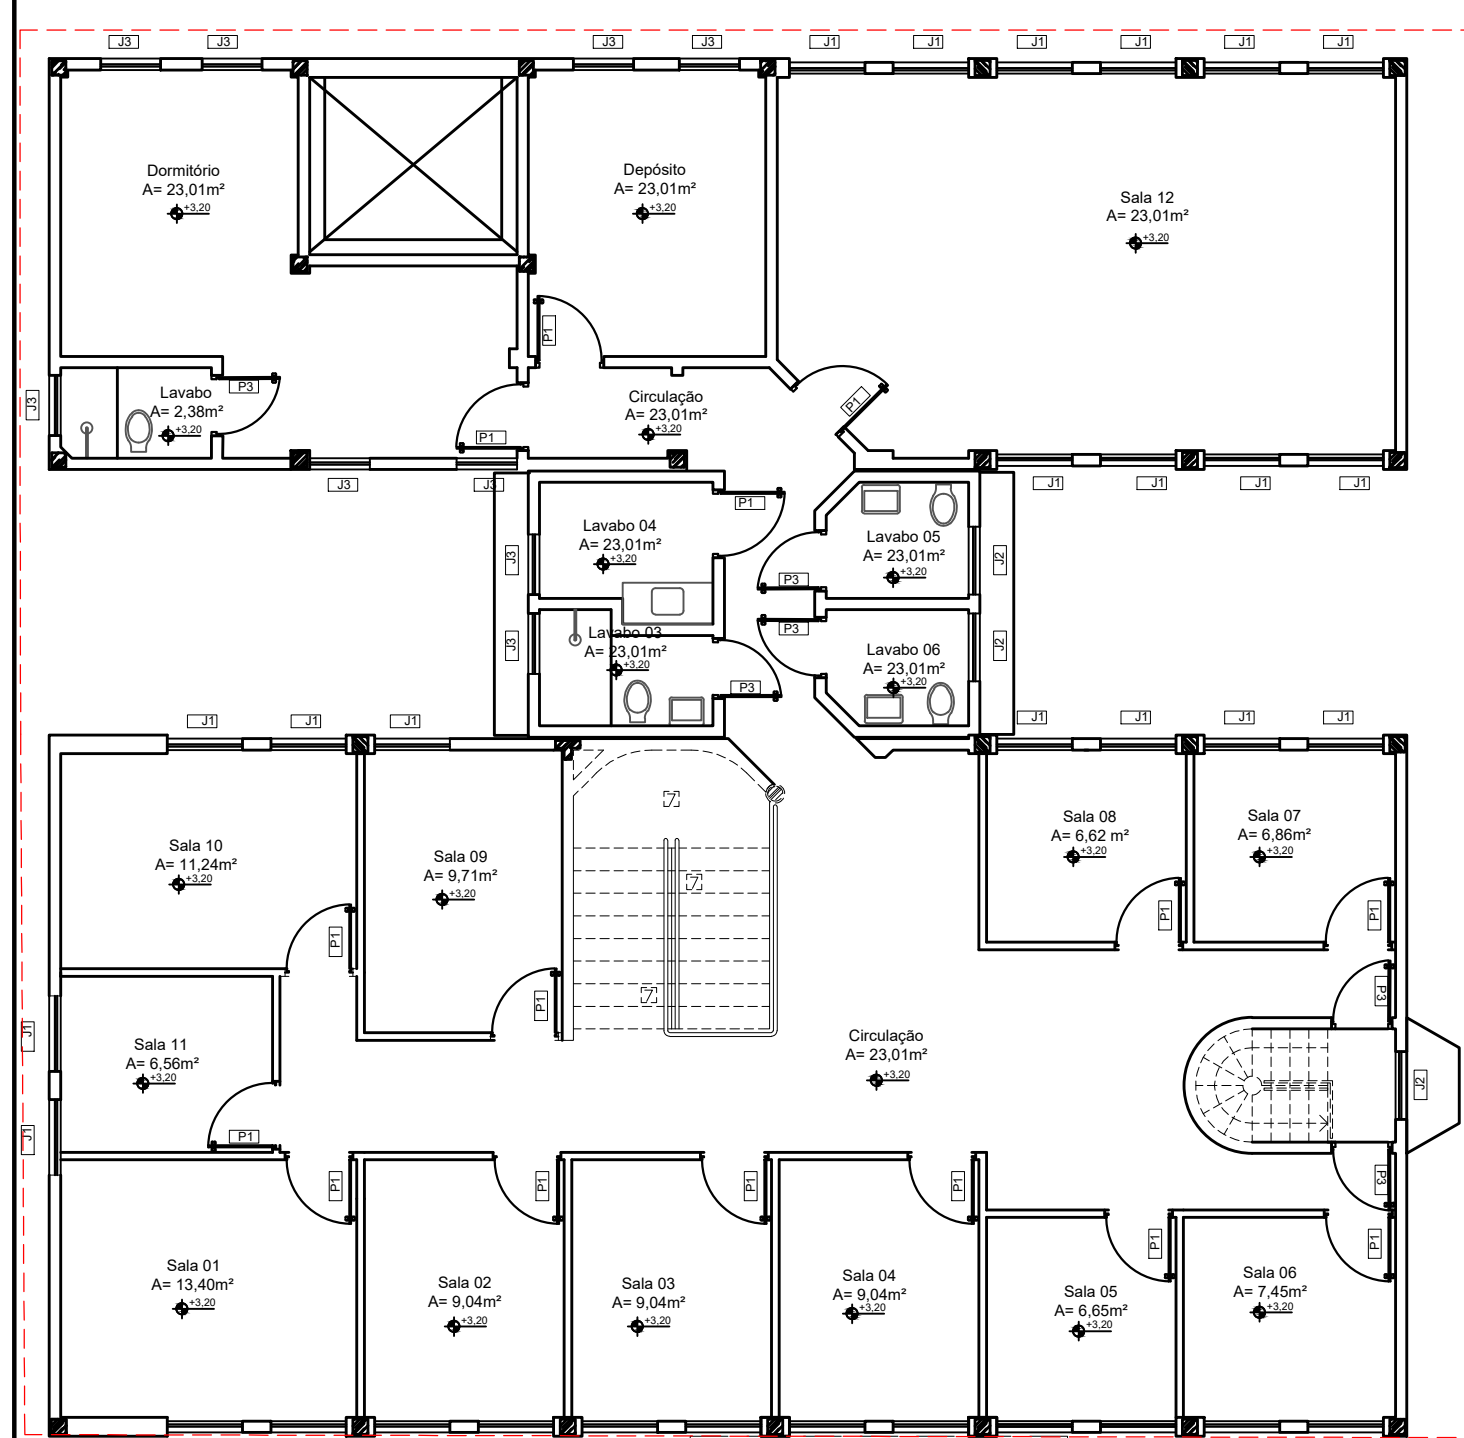 J3 J3 J3 J3 J1 J1 J1 J1 J1 J1
Dormitório
A= 23,01m²
+3,20
Depósito
A= 23,01m²
+3,20
Sala 12
A= 23,01m²
+3,20
P1
J3
Lavabo
A= 2,38m²
+3,20
P3
P1
Circulação
A= 23,01m²
+3,20
P1
J3 J3 J1 J1 J1 J1
Lavabo 04
A= 23,01m²
+3,20
J3
P1
Lavabo 05
A= 23,01m²
+3,20
J2
P3
Lavabo 03
A= 23,01m²
+3,20
J3
P3
P3
Lavabo 06
A= 23,01m²
+3,20
J2
J1 J1 J1 J1 J1 J1 J1
Sala 10
A= 11,24m²
+3,20
P1
Sala 09
A= 9,71m²
+3,20
P1
7
7
7
Sala 08
A= 6,62 m²
+3,20
P1
Sala 07
A= 6,86m²
+3,20
P1
J1
Sala 11
A= 6,56m²
+3,20
J1
P1
Circulação
A= 23,01m²
+3,20
P3
J2
P3
Sala 01
A= 13,40m²
+3,20
P1
Sala 02
A= 9,04m²
+3,20
P1
Sala 03
A= 9,04m²
+3,20
P1
Sala 04
A= 9,04m²
+3,20
P1
Sala 05
A= 6,65m²
+3,20
P1
Sala 06
A= 7,45m²
+3,20
P1